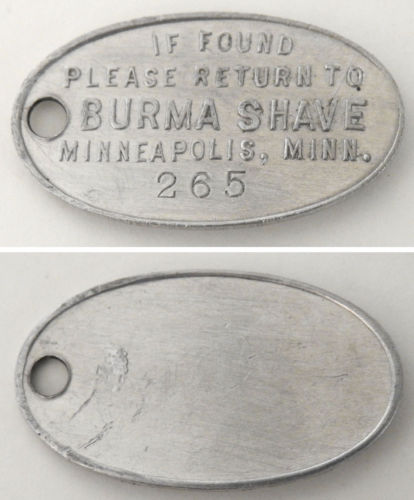 IF FOUND
PLEASE RETURN TO
BURMA SHAVE
MINNEAPOLIS, MINN.
265